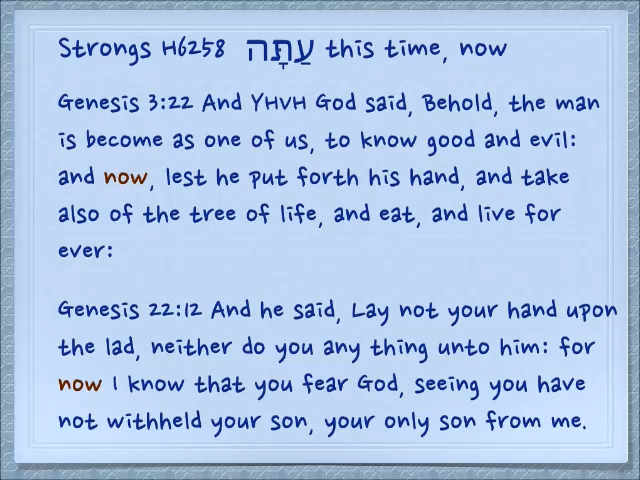 Strongs H6258 עַתָּה this time, now
Genesis 3:22 And YHVH God said, Behold, the man
is become as one of us, to know good and evil:
and now, lest he put forth his hand, and take
also of the tree of life, and eat, and live for
ever:
Genesis 22:12 And he said, Lay not your hand upon
the lad, neither do you any thing unto him: for
now I know that you fear God, seeing you have
not withheld your son, your only son from me.